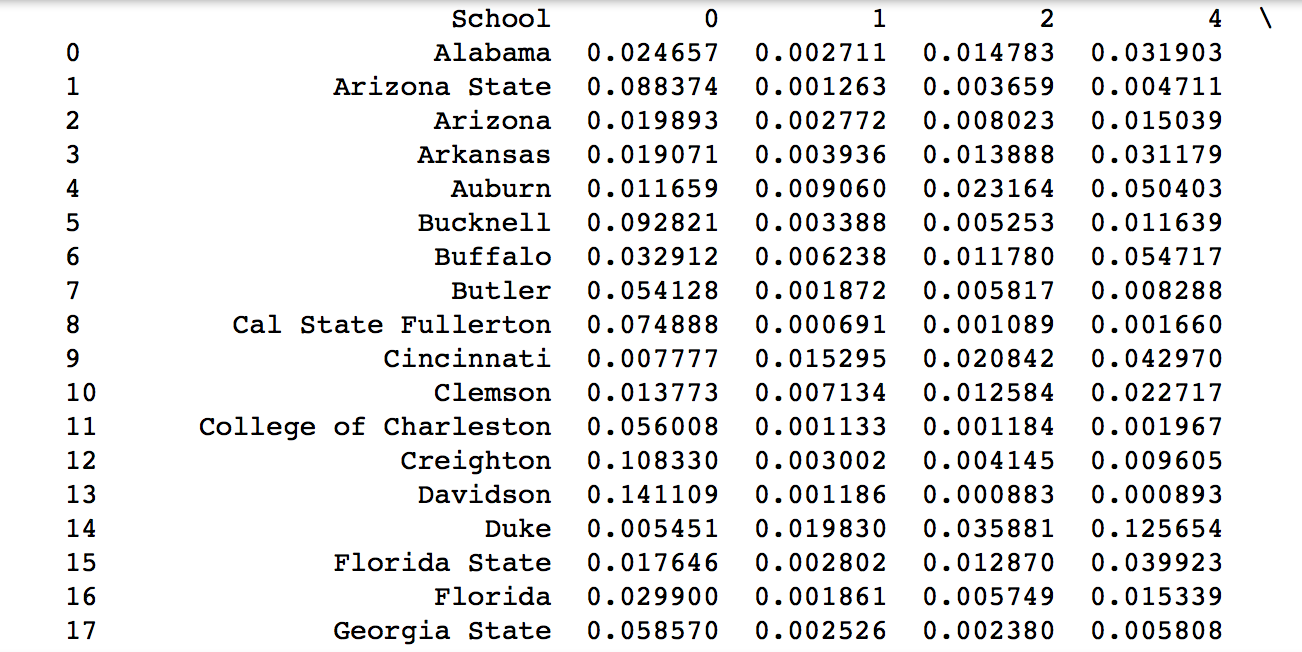 School 0 1 2 4 \
0 Alabama 0.024657 0.002711 0.014783 0.031903
1 Arizona State 0.088374 0.001263 0.003659 0.004711
2 Arizona 0.019893 0.002772 0.008023 0.015039
3 Arkansas 0.019071 0.003936 0.013888 0.031179
4 Auburn 0.011659 0.009060 0.023164 0.050403
5 Bucknell 0.092821 0.003388 0.005253 0.011639
6 Buffalo 0.032912 0.006238 0.011780 0.054717
7 Butler 0.054128 0.001872 0.005817 0.008288
8 Cal State Fullerton 0.074888 0.000691 0.001089 0.001660
9 Cincinnati 0.007777 0.015295 0.020842 0.042970
10 Clemson 0.013773 0.007134 0.012584 0.022717
11 College of Charleston 0.056008 0.001133 0.001184 0.001967
12 Creighton 0.108330 0.003002 0.004145 0.009605
13 Davidson 0.141109 0.001186 0.000883 0.000893
14 Duke 0.005451 0.019830 0.035881 0.125654
15 Florida State 0.017646 0.002802 0.012870 0.039923
16 Florida 0.029900 0.001861 0.005749 0.015339
17 Georgia State 0.058570 0.002526 0.002380 0.005808